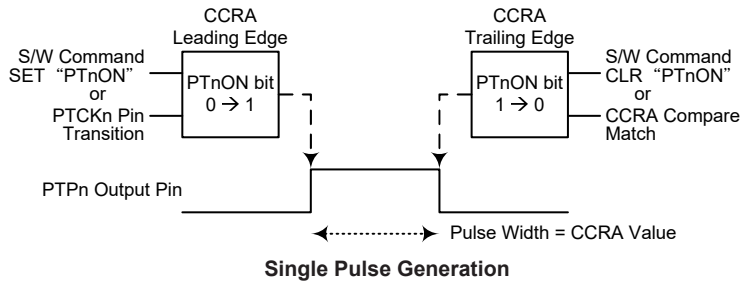 CCRA
Leading Edge
S/W Command
SET “PTnON”
or
PTCKn Pin
Transition
PTnON bit
0 → 1
CCRA
Trailing Edge
PTnON bit
1 → 0
S/W Command
CLR “PTnON”
or
CCRA Compare
Match
PTPn Output Pin
Pulse Width = CCRA Value
Single Pulse Generation